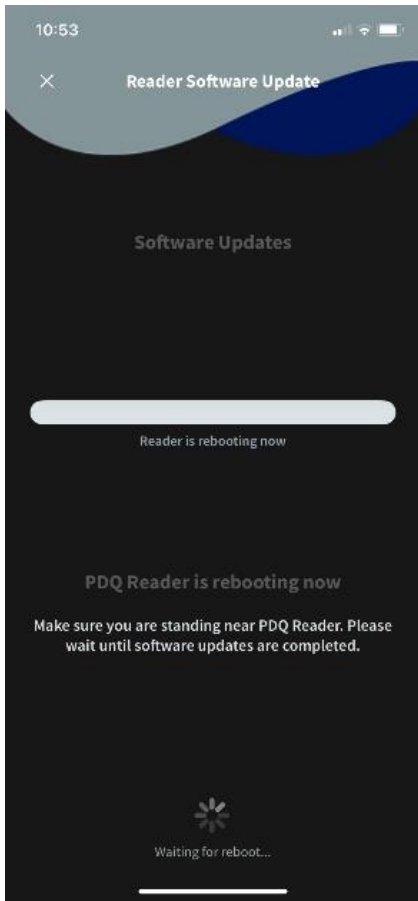 10:53
Reader Software Update
Software Updates
Reader is rebooting now
PDQ Reader is rebooting now
Make sure you are standing near PDQ Reader. Please
wait until software updates are completed.
Waiting for reboot...